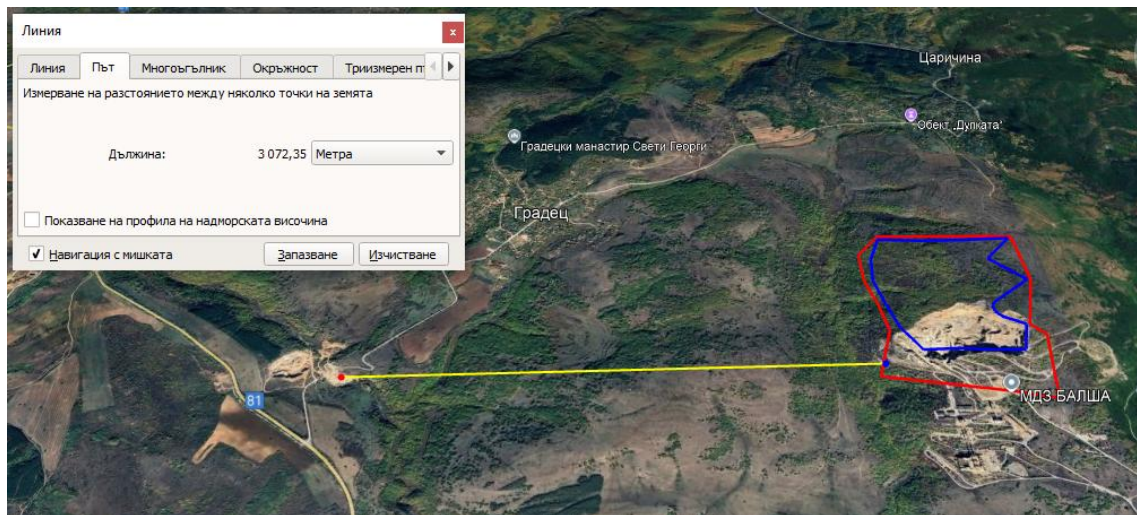 Линия
x
Линия Път Многоъгълник Окръжност Триизмерен
Измерване на разстоянието между няколко точки на земята
Дължина: 3 072,35 Метра
Показване на профила на надморската височина
Навигация с мишката Запазване Изчистване
Царичина
Обект „Дупката“
Градецки манастир Свети Георги
Градец
81
МДЗ БАЛША